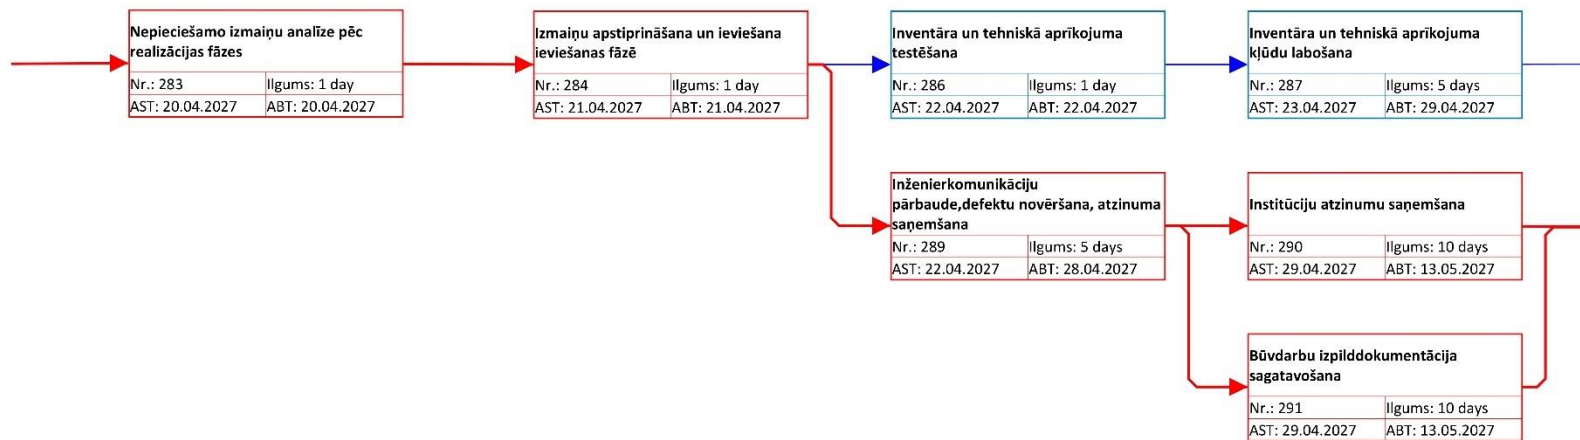 Nepieciešamo izmaiņu analīze pēc
realizācijas fāzes
Nr.: 283 Ilgums: 1 day
AST: 20.04.2027 ABT: 20.04.2027
Izmaiņu apstiprināšana un ieviešana
ieviešanas fāzē
Nr.: 284 Ilgums: 1 day
AST: 21.04.2027 ABT: 21.04.2027
Inventāra un tehniskā aprīkojuma
testēšana
Nr.: 286 Ilgums: 1 day
AST: 22.04.2027 ABT: 22.04.2027
Inventāra un tehniskā aprīkojuma
kļūdu labošana
Nr.: 287 Ilgums: 5 days
AST: 23.04.2027 ABT: 29.04.2027
Inženierkomunikāciju
pārbaude,defektu novēršana, atzinuma
saņemšana
Nr.: 289 Ilgums: 5 days
AST: 22.04.2027 ABT: 28.04.2027
Institūciju atzinumu saņemšana
Nr.: 290 Ilgums: 10 days
AST: 29.04.2027 ABT: 13.05.2027
Būvdarbu izpilddokumentācija
sagatavošana
Nr.: 291 Ilgums: 10 days
AST: 29.04.2027 ABT: 13.05.2027